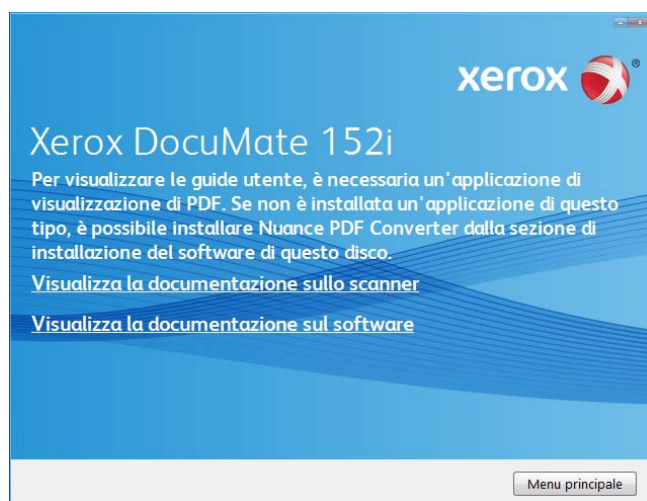 xerox ®
Xerox DocuMate 152i
Per visualizzare le guide utente, è necessaria un'applicazione di
visualizzazione di PDF. Se non è installata un'applicazione di questo
tipo, è possibile installare Nuance PDF Converter dalla sezione di
installazione del software di questo disco.
Visualizza la documentazione sullo scanner
Visualizza la documentazione sul software
Menu principale